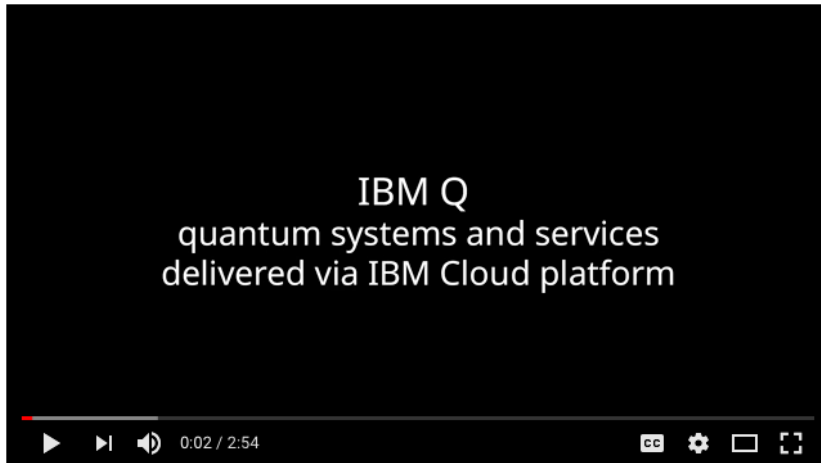 IBM Q
quantum systems and services
delivered via IBM Cloud platform
0:02 / 2:54
CC